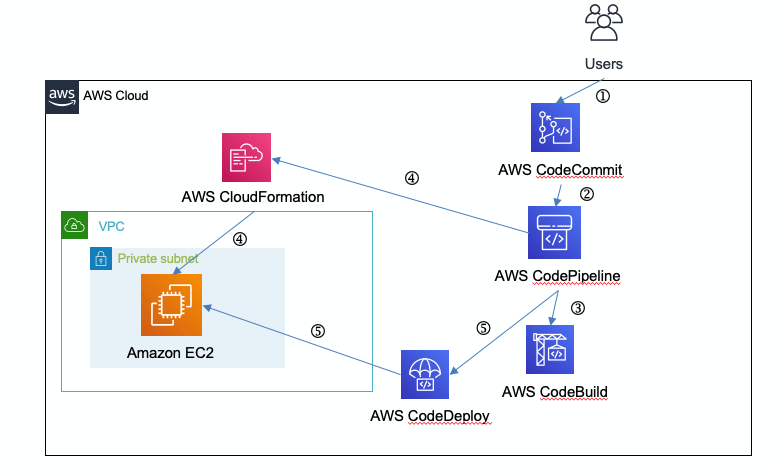 Users
aws
AWS Cloud
①
AWS CodeCommit
②
④
AWS CloudFormation
VPC
④
Private subnet
AWS CodePipeline
③
⑤
⑤
Amazon EC2
AWS CodeBuild
AWS CodeDeploy